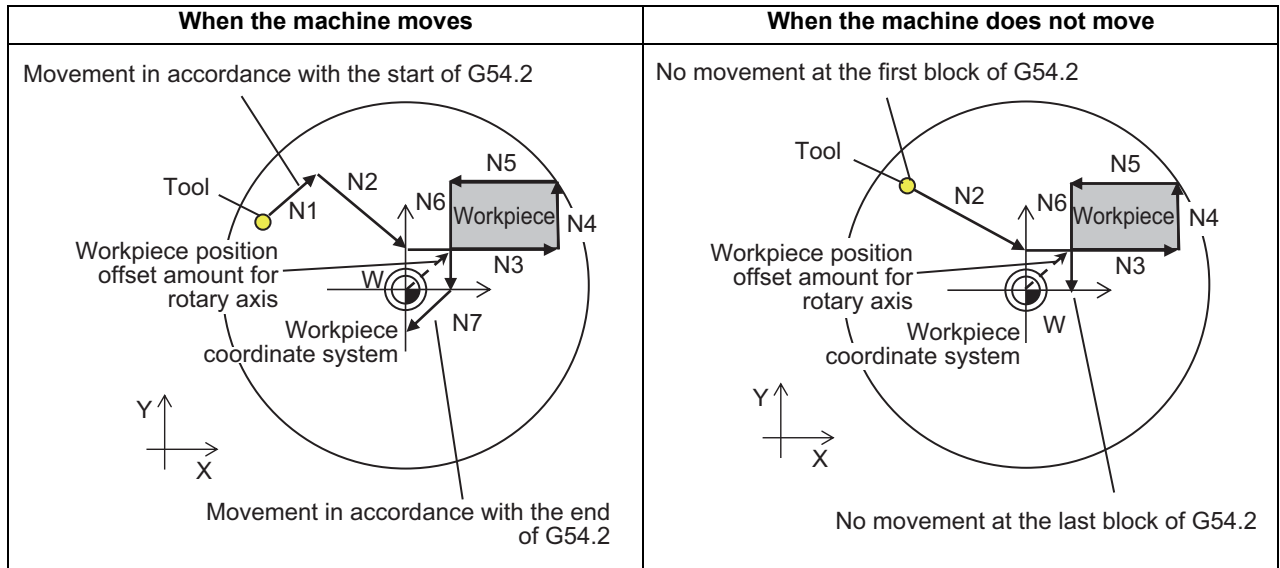 When the machine moves
When the machine does not move
Movement in accordance with the start of G54.2
Tool
N1
N2
N6
N5
Workpiece
N4
N3
Workpiece position
offset amount for
rotary axis
W
N7
Workpiece
coordinate system
Y
X
Movement in accordance with the end
of G54.2
No movement at the first block of G54.2
Tool
N2
N6
N5
Workpiece
N4
N3
Workpiece position
offset amount for
rotary axis
W
Workpiece
coordinate system
Y
X
No movement at the last block of G54.2